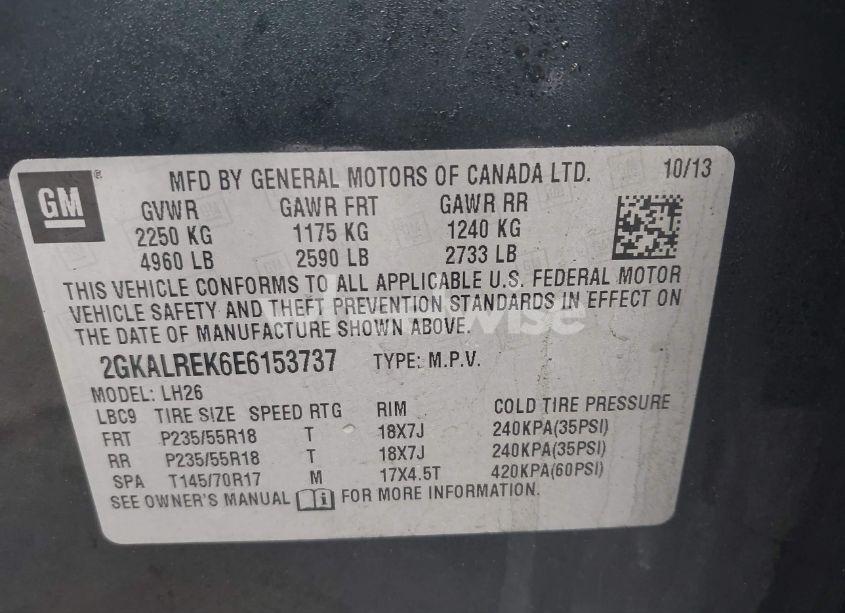 GM
MFD BY GENERAL MOTORS OF CANADA LTD. 10/13
GVWR GAWR FRT GAWR RR
2250 KG 1175 KG 1240 KG
4960 LB 2590 LB 2733 LB
THIS VEHICLE CONFORMS TO ALL APPLICABLE U.S. FEDERAL MOTOR
VEHICLE SAFETY AND THEFT PREVENTION STANDARDS IN EFFECT ON
THE DATE OF MANUFACTURE SHOWN ABOVE.
2GKALREK6E6153737 TYPE: M.P.V.
MODEL: LH26
LBC9 TIRE SIZE SPEED RTG RIM COLD TIRE PRESSURE
FRT P235/55R18 T 18X7J 240KPA(35PSI)
RR P235/55R18 T 18X7J 240KPA(35PSI)
SPA T145/70R17 M 17X4.5T 420KPA(60PSI)
SEE OWNER'S MANUAL FOR MORE INFORMATION.